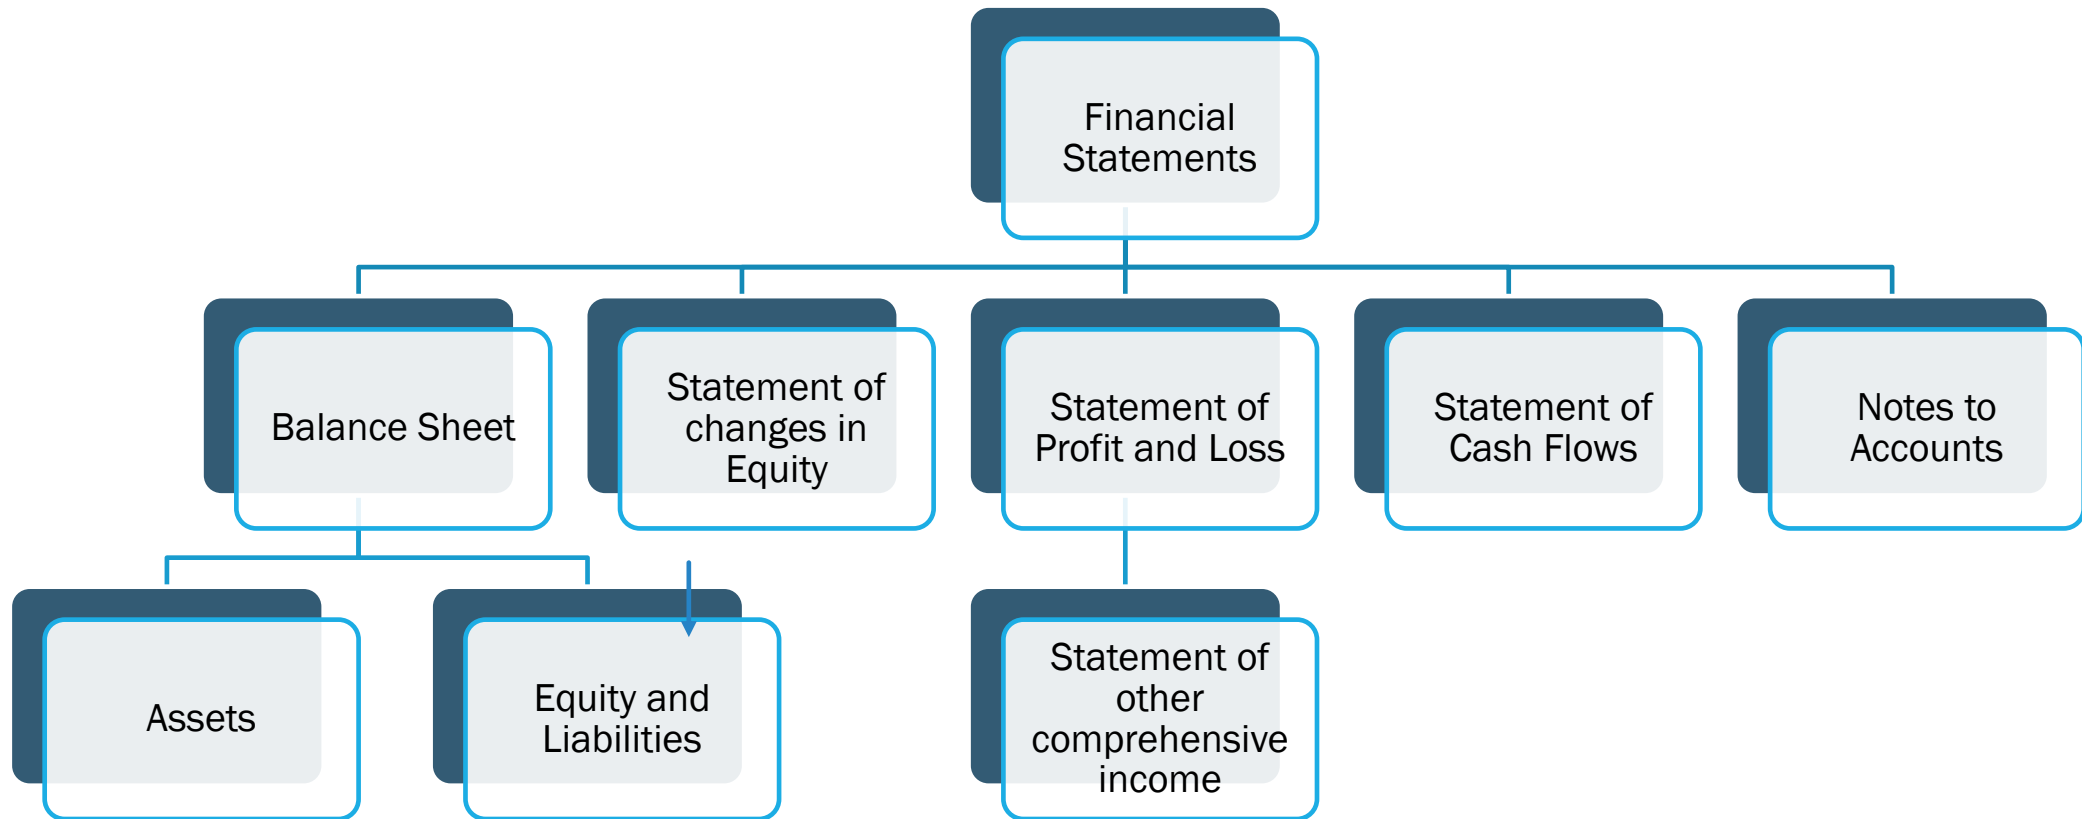 Financial
Statements
Balance Sheet
Statement of
changes in
Equity
Statement of
Profit and Loss
Statement of
Cash Flows
Notes to
Accounts
Assets
Equity and
Liabilities
Statement of
other
comprehensive
income